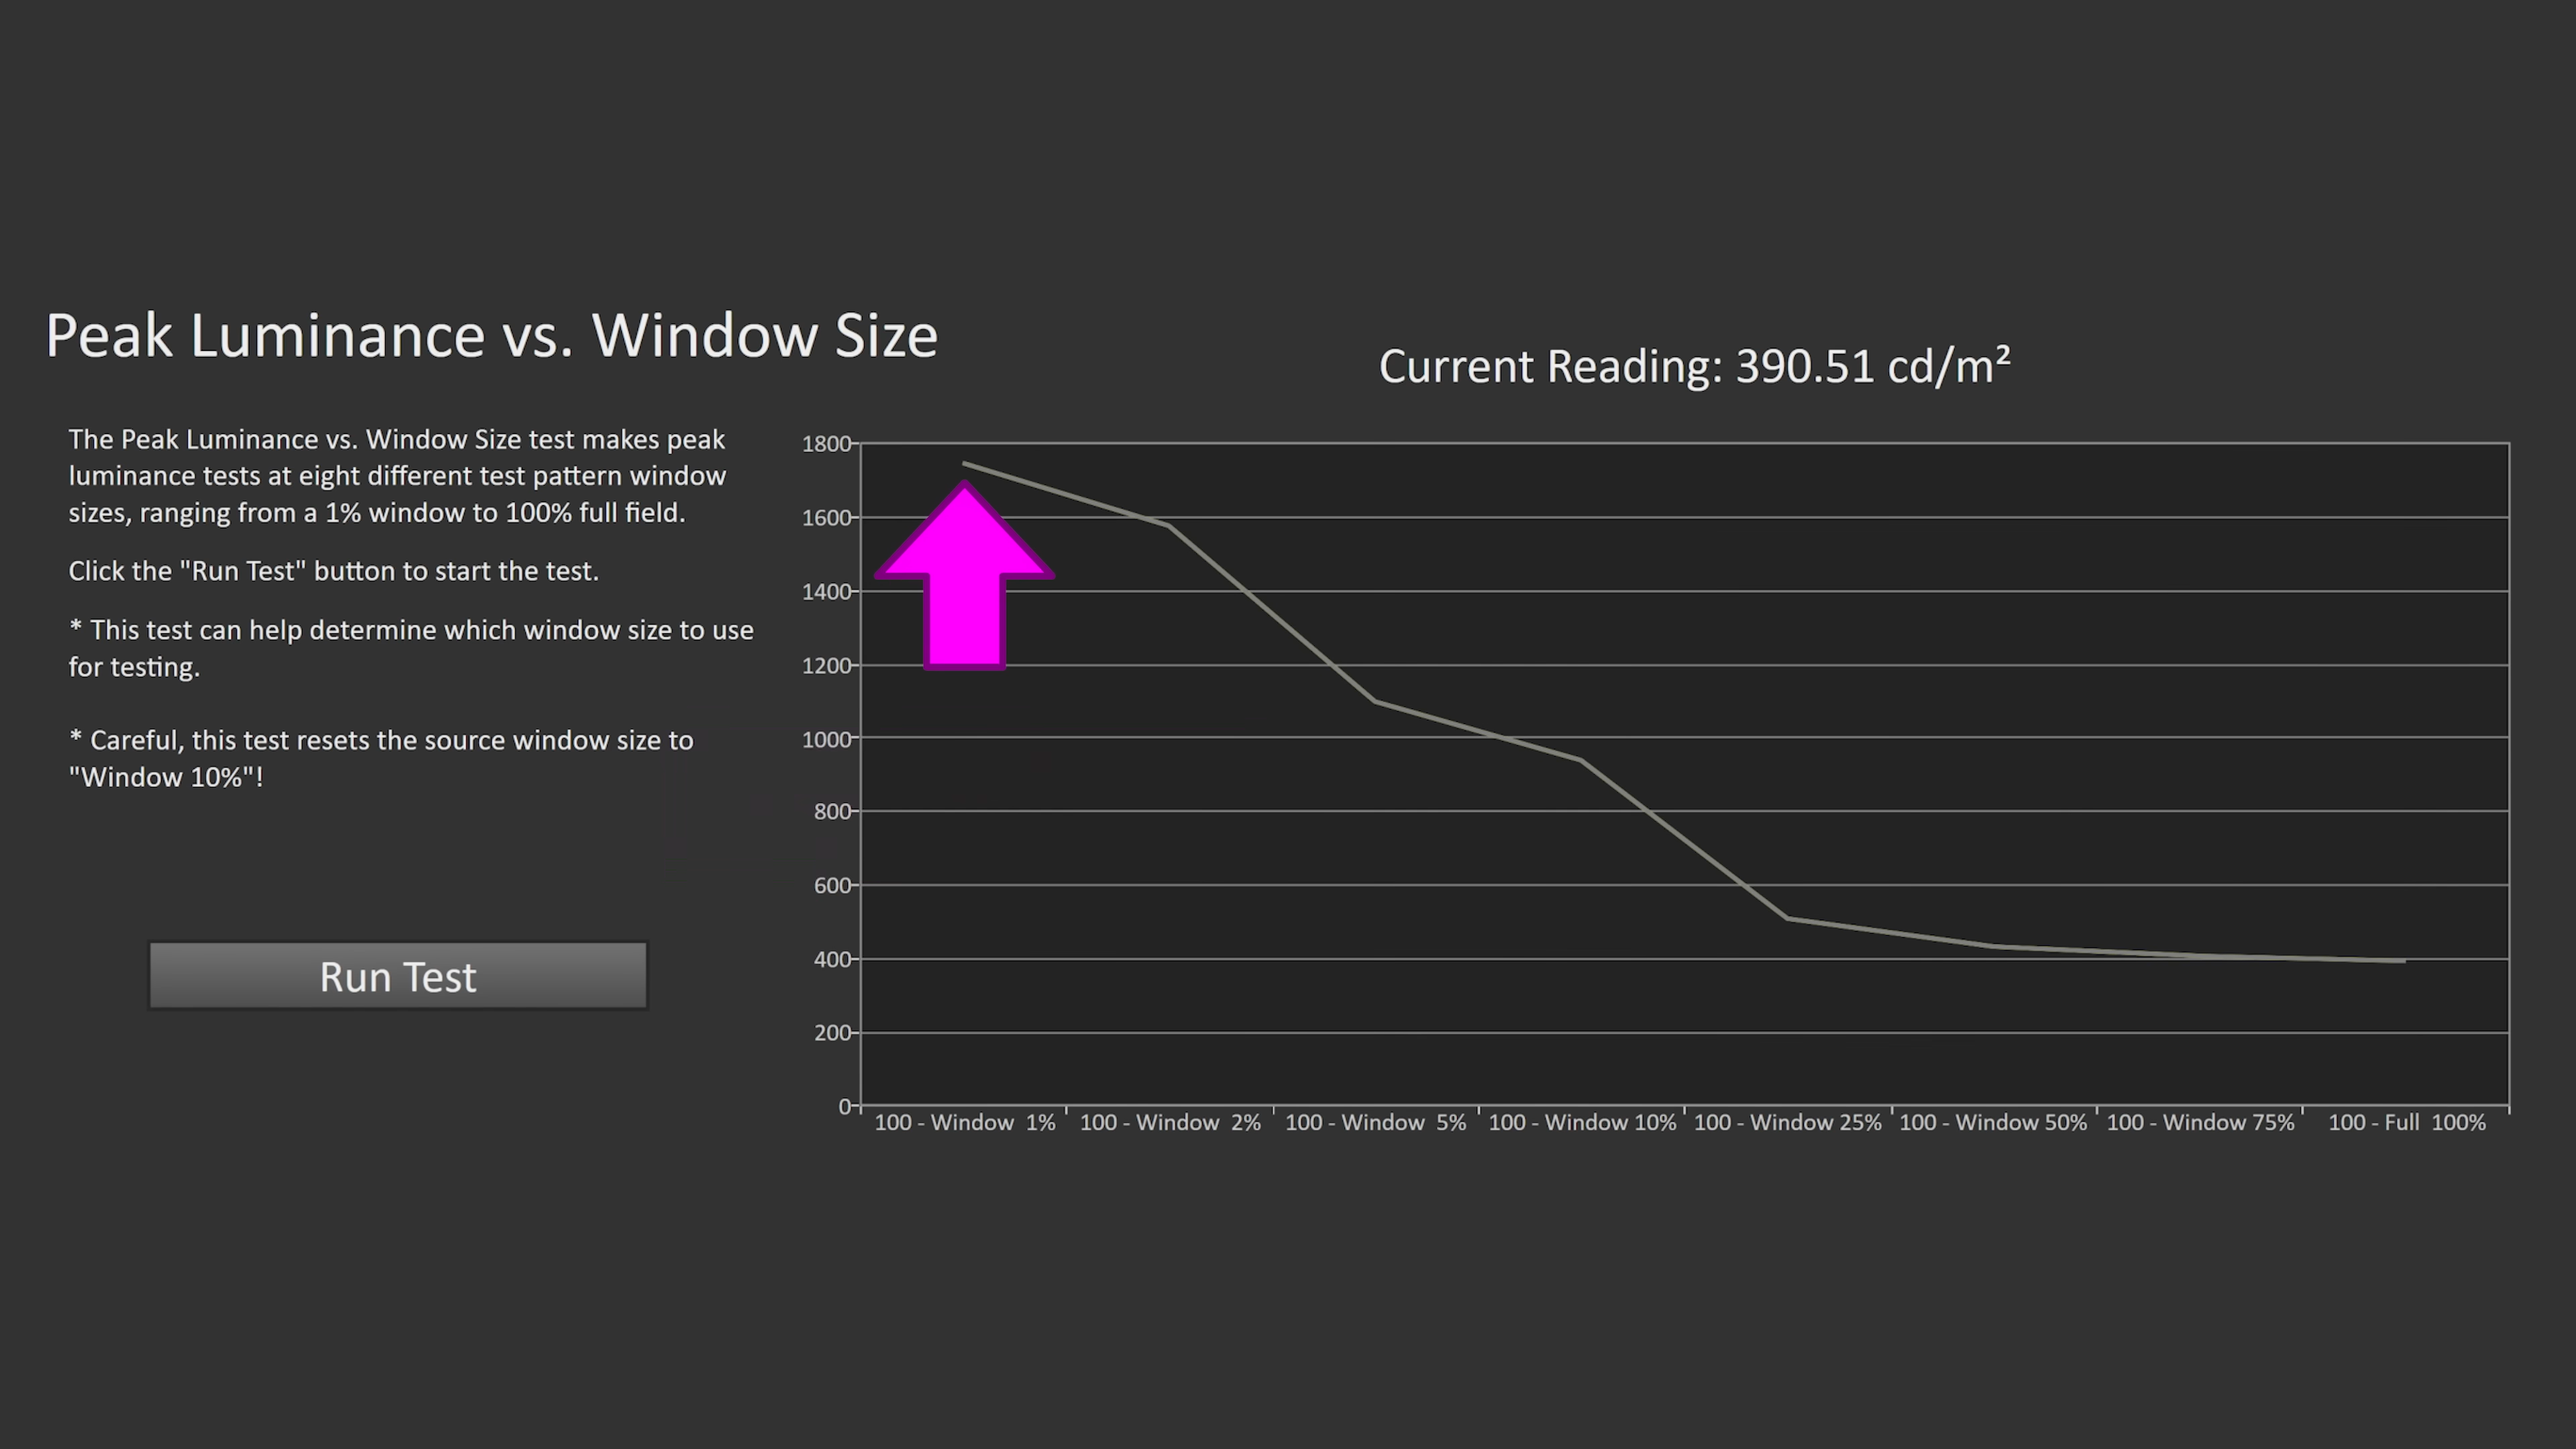 Peak Luminance vs. Window Size
Current Reading: 390.51 cd/m²
The Peak Luminance vs. Window Size test makes peak
luminance tests at eight different test pattern window
sizes, ranging from a 1% window to 100% full field.
Click the "Run Test" button to start the test.
* This test can help determine which window size to use
for testing.
* Careful, this test resets the source window size to
"Window 10%"!
Run Test
1800
1600
1400
1200
1000
800
600
400
200
0
100 - Window 1%
100 - Window 2%
100 - Window 5%
100 - Window 10%
100 - Window 25%
100 - Window 50%
100 - Window 75%
100 - Full 100%